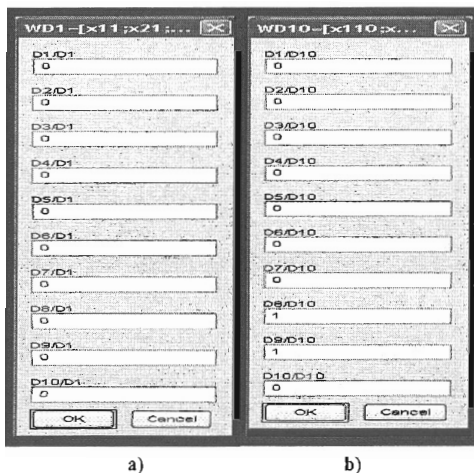 WD1-[x11;x21;...
D1/D1
0
D2/D1
0
D3/D1
0
D4/D1
0
D5/D1
0
D6/D1
0
D7/D1
0
D8/D1
0
D9/D1
0
D10/D1
0
OK Cancel
a)
WD10-[x110;x...
D1/D10
0
D2/D10
0
D3/D10
0
D4/D10
0
D5/D10
0
D6/D10
0
D7/D10
0
D8/D10
1
D9/D10
1
D10/D10
0
OK Cancel
b)